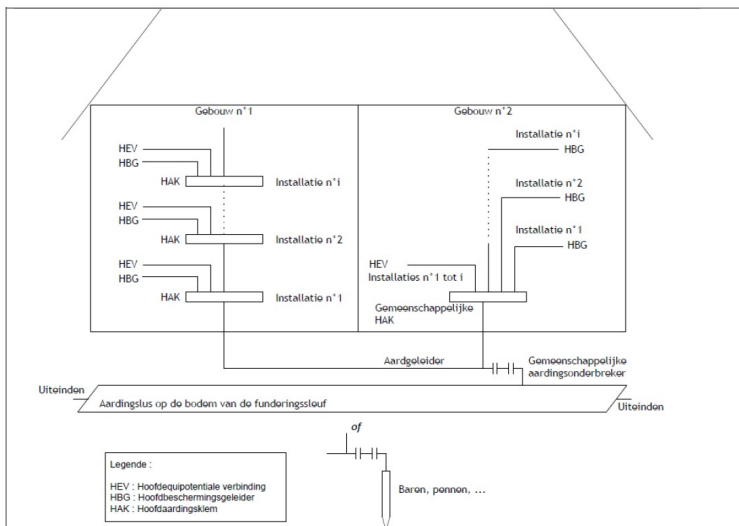 Gebouw n°1
HEV
HBG
HAK
Installatie n°i
HEV
HBG
HAK
Installatie n°2
HEV
HBG
HAK
Installatie n°1
Gebouw n°2
Installatie n°i
HBG
Installatie n°2
HBG
Installatie n°1
HBG
HEV
Installaties n°1 tot i
Gemeenschappelijke
HAK
Aardgeleider
Gemeenschappelijke
aardingsonderbreker
Uiteinden
Aardingslus op de bodem van de funderingssleuf
Uiteinden
of
Baren, pennen, ...
Legende :
HEV : Hoofdequipotentiale verbinding
HBG : Hoofdbeschermingsgeleider
HAK : Hoofdaardingsklem